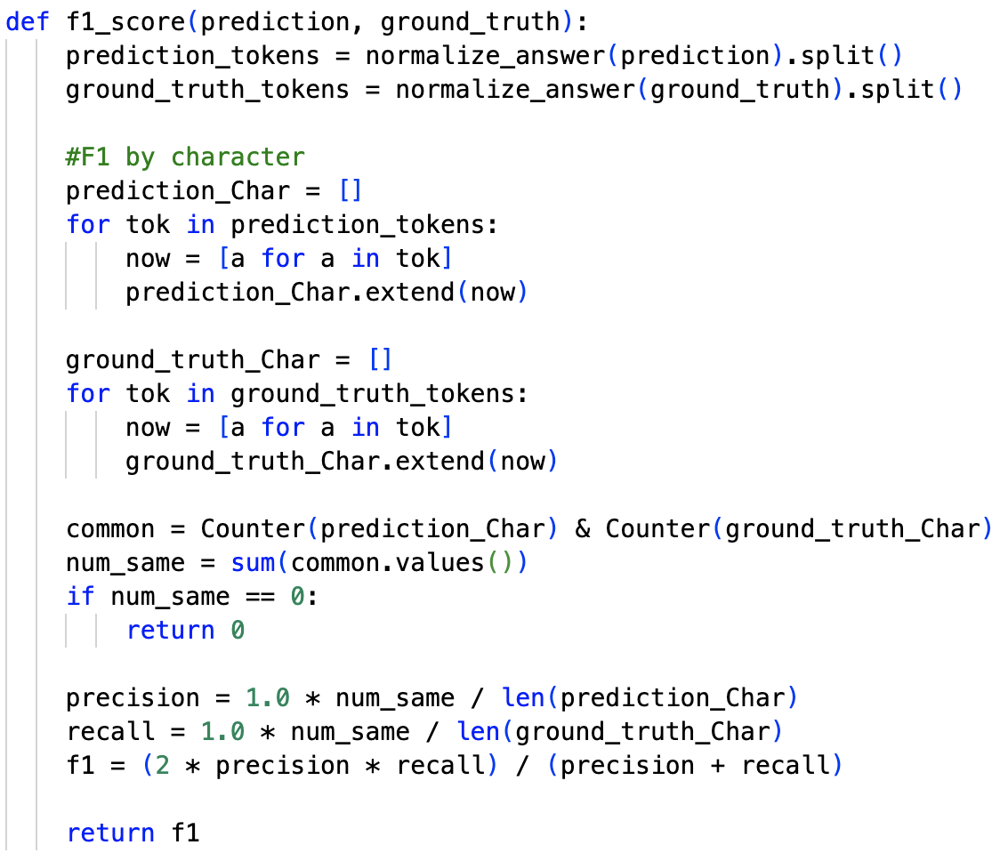 def f1_score(prediction, ground_truth):
    prediction_tokens = normalize_answer(prediction).split()
    ground_truth_tokens = normalize_answer(ground_truth).split()

    #F1 by character
    prediction_Char = []
    for tok in prediction_tokens:
        now = [a for a in tok]
        prediction_Char.extend(now)

    ground_truth_Char = []
    for tok in ground_truth_tokens:
        now = [a for a in tok]
        ground_truth_Char.extend(now)

    common = Counter(prediction_Char) & Counter(ground_truth_Char)
    num_same = sum(common.values())
    if num_same == 0:
        return 0

    precision = 1.0 * num_same / len(prediction_Char)
    recall = 1.0 * num_same / len(ground_truth_Char)
    f1 = (2 * precision * recall) / (precision + recall)

    return f1